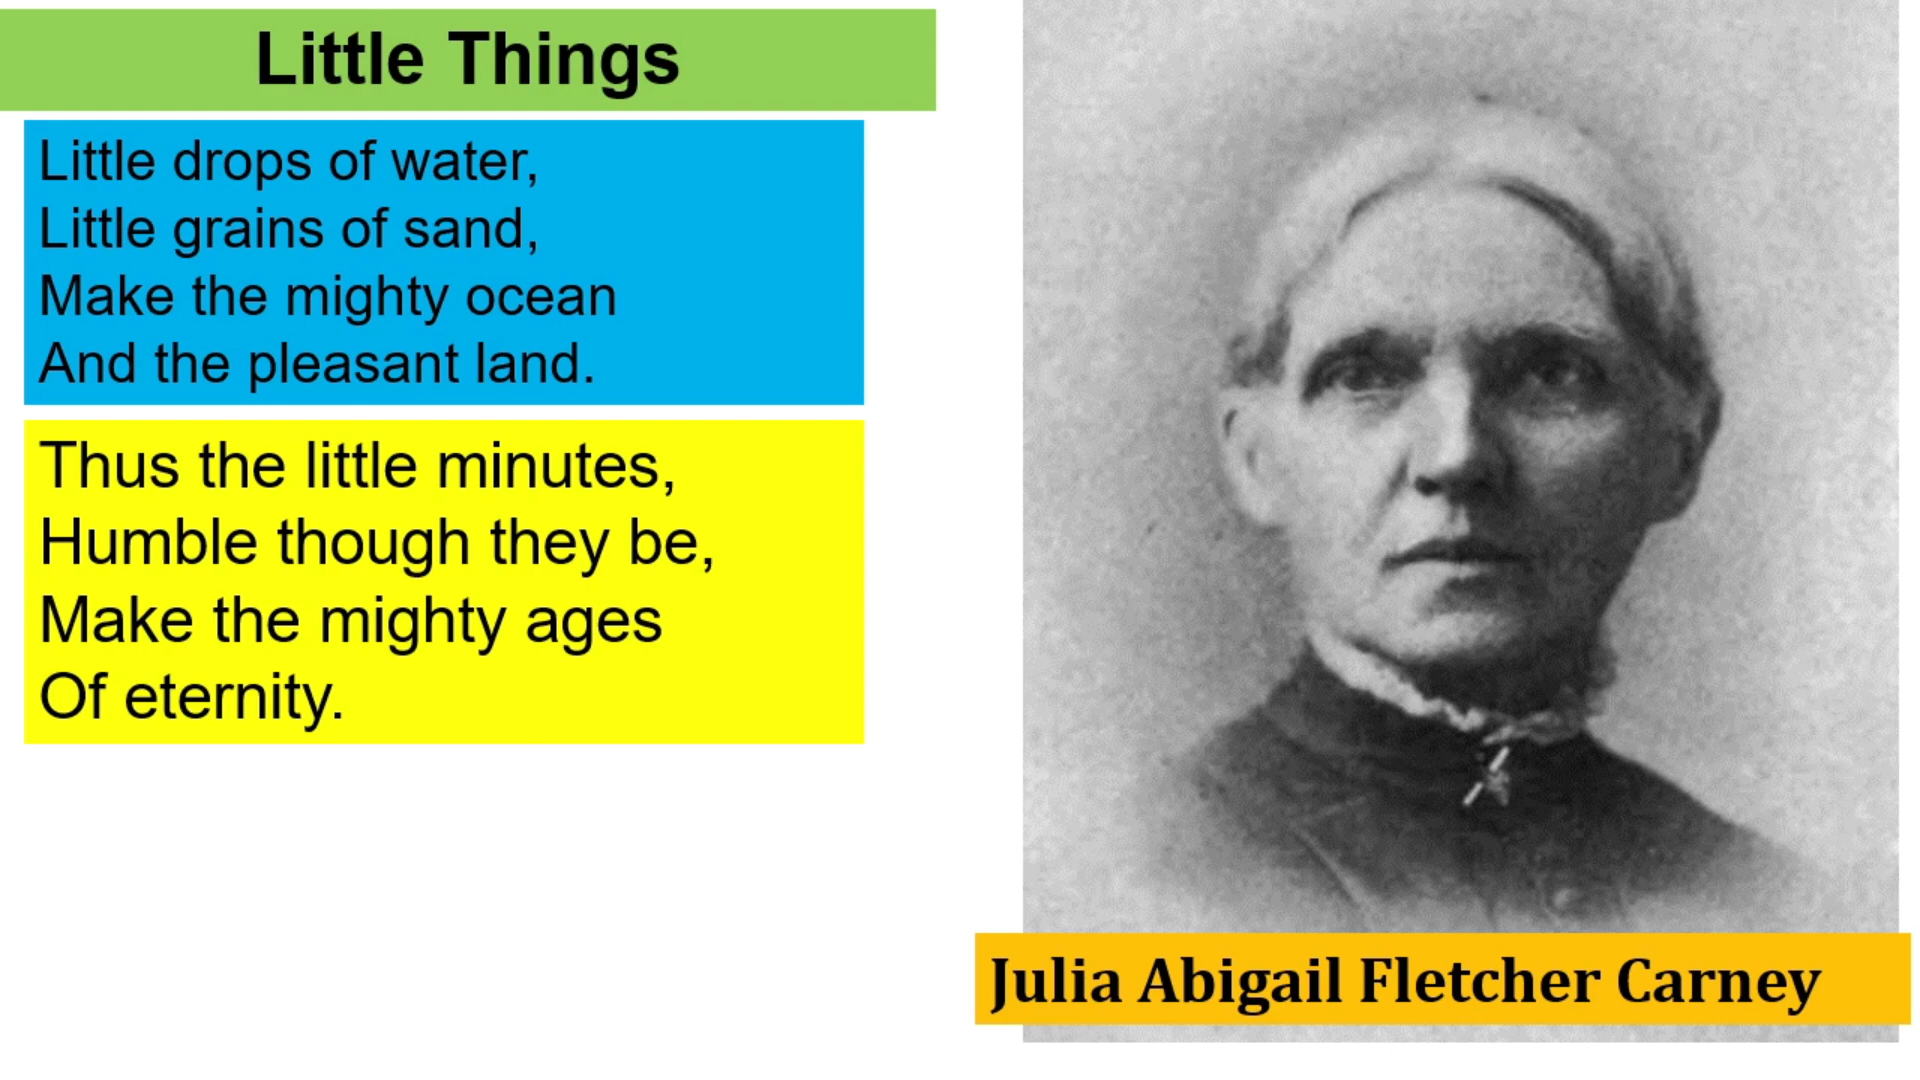 Little Things
Little drops of water,
Little grains of sand,
Make the mighty ocean
And the pleasant land.
Thus the little minutes,
Humble though they be,
Make the mighty ages
Of eternity.
Julia Abigail Fletcher Carney